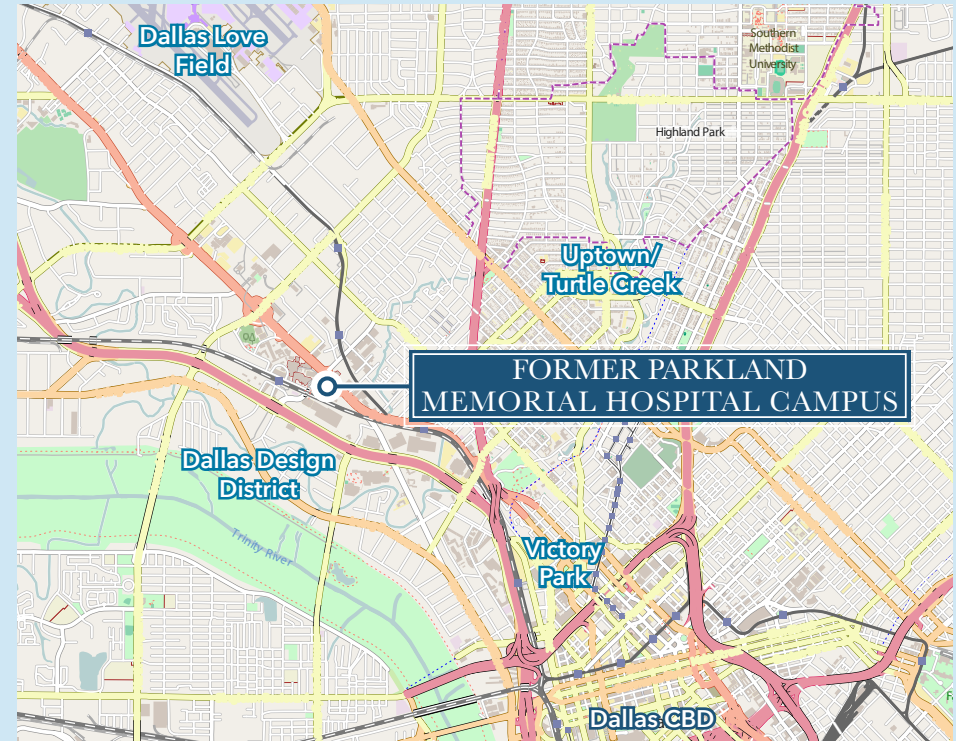 Dallas Love
Field
Southern
Methodist
University
Highland Park
Uptown/
Turtle Creek
FORMER PARKLAND
MEMORIAL HOSPITAL CAMPUS
Dallas Design
District
Trinity River
Victory
Park
Dallas CBD